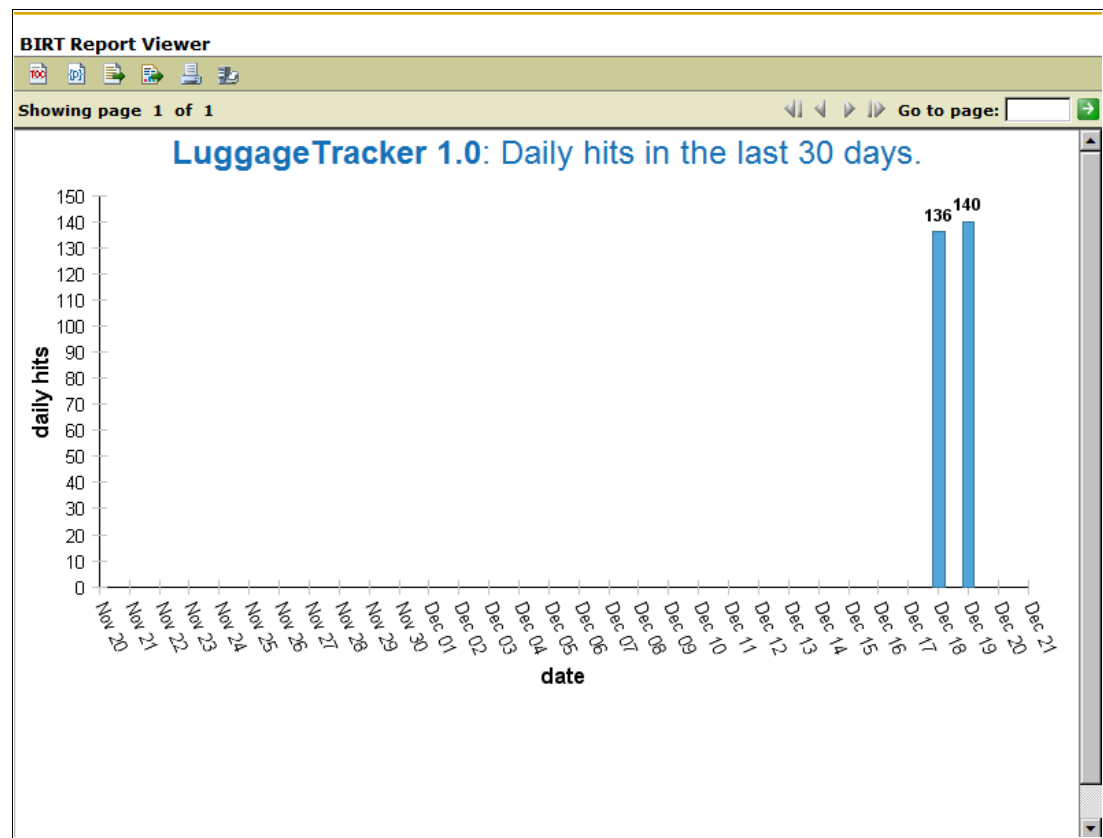 BIRT Report Viewer
TOC
Showing page 1 of 1
Go to page:
LuggageTracker 1.0: Daily hits in the last 30 days.
150
140
130
120
110
100
90
80
70
60
50
40
30
20
10
0
daily hits
136
140
Nov 20
Nov 21
Nov 22
Nov 23
Nov 24
Nov 25
Nov 26
Nov 27
Nov 28
Nov 29
Nov 30
Dec 01
Dec 02
Dec 03
Dec 04
Dec 05
Dec 06
Dec 07
Dec 08
Dec 09
Dec 10
Dec 11
Dec 12
Dec 13
Dec 14
Dec 15
Dec 16
Dec 17
Dec 18
Dec 19
Dec 20
Dec 21
date